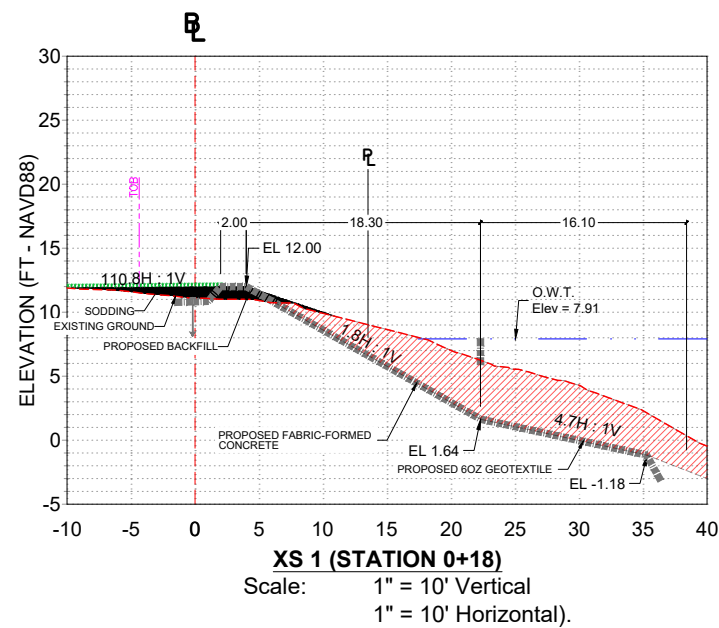 BL
30
25
20
15
10
5
0
-5
ELEVATION (FT - NAVD88)
TOB
PL
2.00
18.30
16.10
EL 12.00
110.8H : 1V
O.W.T.
Elev = 7.91
SODDING
EXISTING GROUND
PROPOSED BACKFILL
1.8H : 1V
4.7H : 1V
PROPOSED FABRIC-FORMED
CONCRETE
EL 1.64
PROPOSED 6OZ GEOTEXTILE
EL -1.18
-10 -5 0 5 10 15 20 25 30 35 40
XS 1 (STATION 0+18)
Scale: 1" = 10' Vertical
1" = 10' Horizontal).